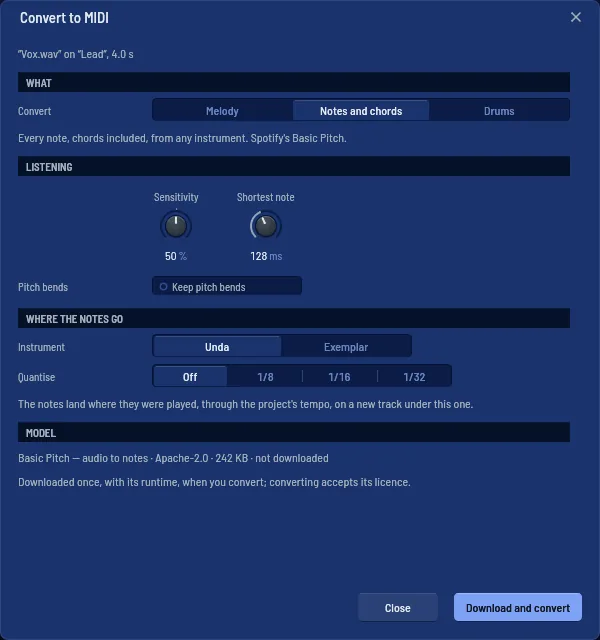 Convert to MIDI
"Vox.wav" on "Lead", 4.0 s
WHAT
Convert
Melody
Notes and chords
Drums
Every note, chords included, from any instrument. Spotify's Basic Pitch.
LISTENING
Sensitivity
Shortest note
50 %
128 ms
Pitch bends
Keep pitch bends
WHERE THE NOTES GO
Instrument
Unda
Exemplar
Quantise
Off
1/8
1/16
1/32
The notes land where they were played, through the project's tempo, on a new track under this one.
MODEL
Basic Pitch — audio to notes · Apache-2.0 · 242 KB · not downloaded
Downloaded once, with its runtime, when you convert; converting accepts its licence.
Close
Download and convert